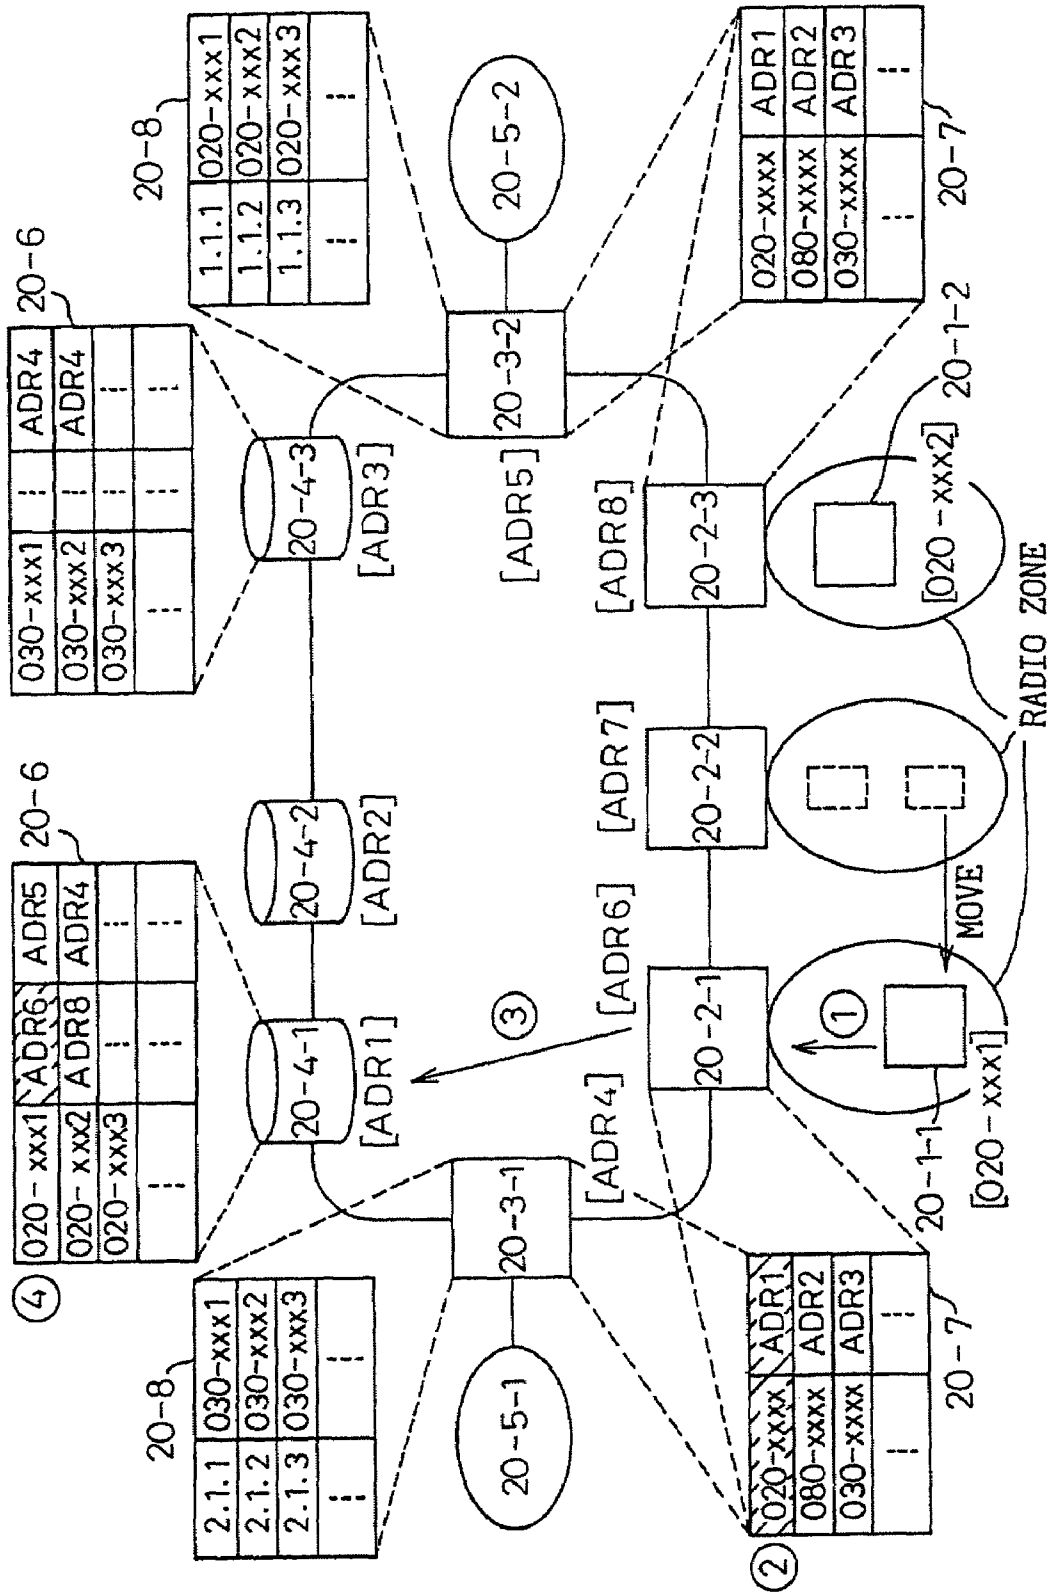 ④
020-xxx1 ADR6 ADR5
020-xx2 ADR8 ADR4
020-xxx3
20-6
030-xxx1 ADR4
030-xx2 ADR4
030-xxx3
20-6
20-8
2.1.1 030-xxx1
2.1.2 030-xxx2
2.1.3 030-xxx3
20-4-1
[ADR1]
20-4-2
[ADR2]
20-4-3
[ADR3]
20-8
1.1.1 020-xxx1
1.1.2 020-xxx2
1.1.3 020-xxx3
20-5-1
20-3-1
[ADR4]
③
[ADR5]
20-3-2
20-5-2
[ADR6]
20-2-1
[ADR7]
20-2-2
[ADR8]
20-2-3
②
020-xxxx ADR1
080-xxxx ADR2
030-xxxx ADR3
20-7
①
20-1-1
[020-xxx1]
MOVE
RADIO ZONE
[020-xxx2]
20-1-2
020-xxxx ADR1
080-xxxx ADR2
030-xxxx ADR3
20-7